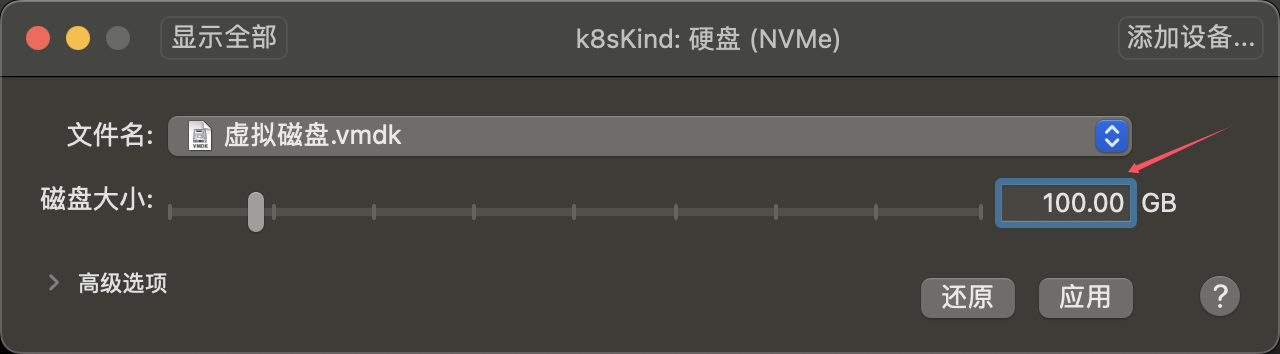 显示全部 k8sKind: 硬盘 (NVMe) 添加设备...
文件名: VMDK 虚拟磁盘.vmdk
磁盘大小: 100.00 GB
高级选项
还原 应用 ?